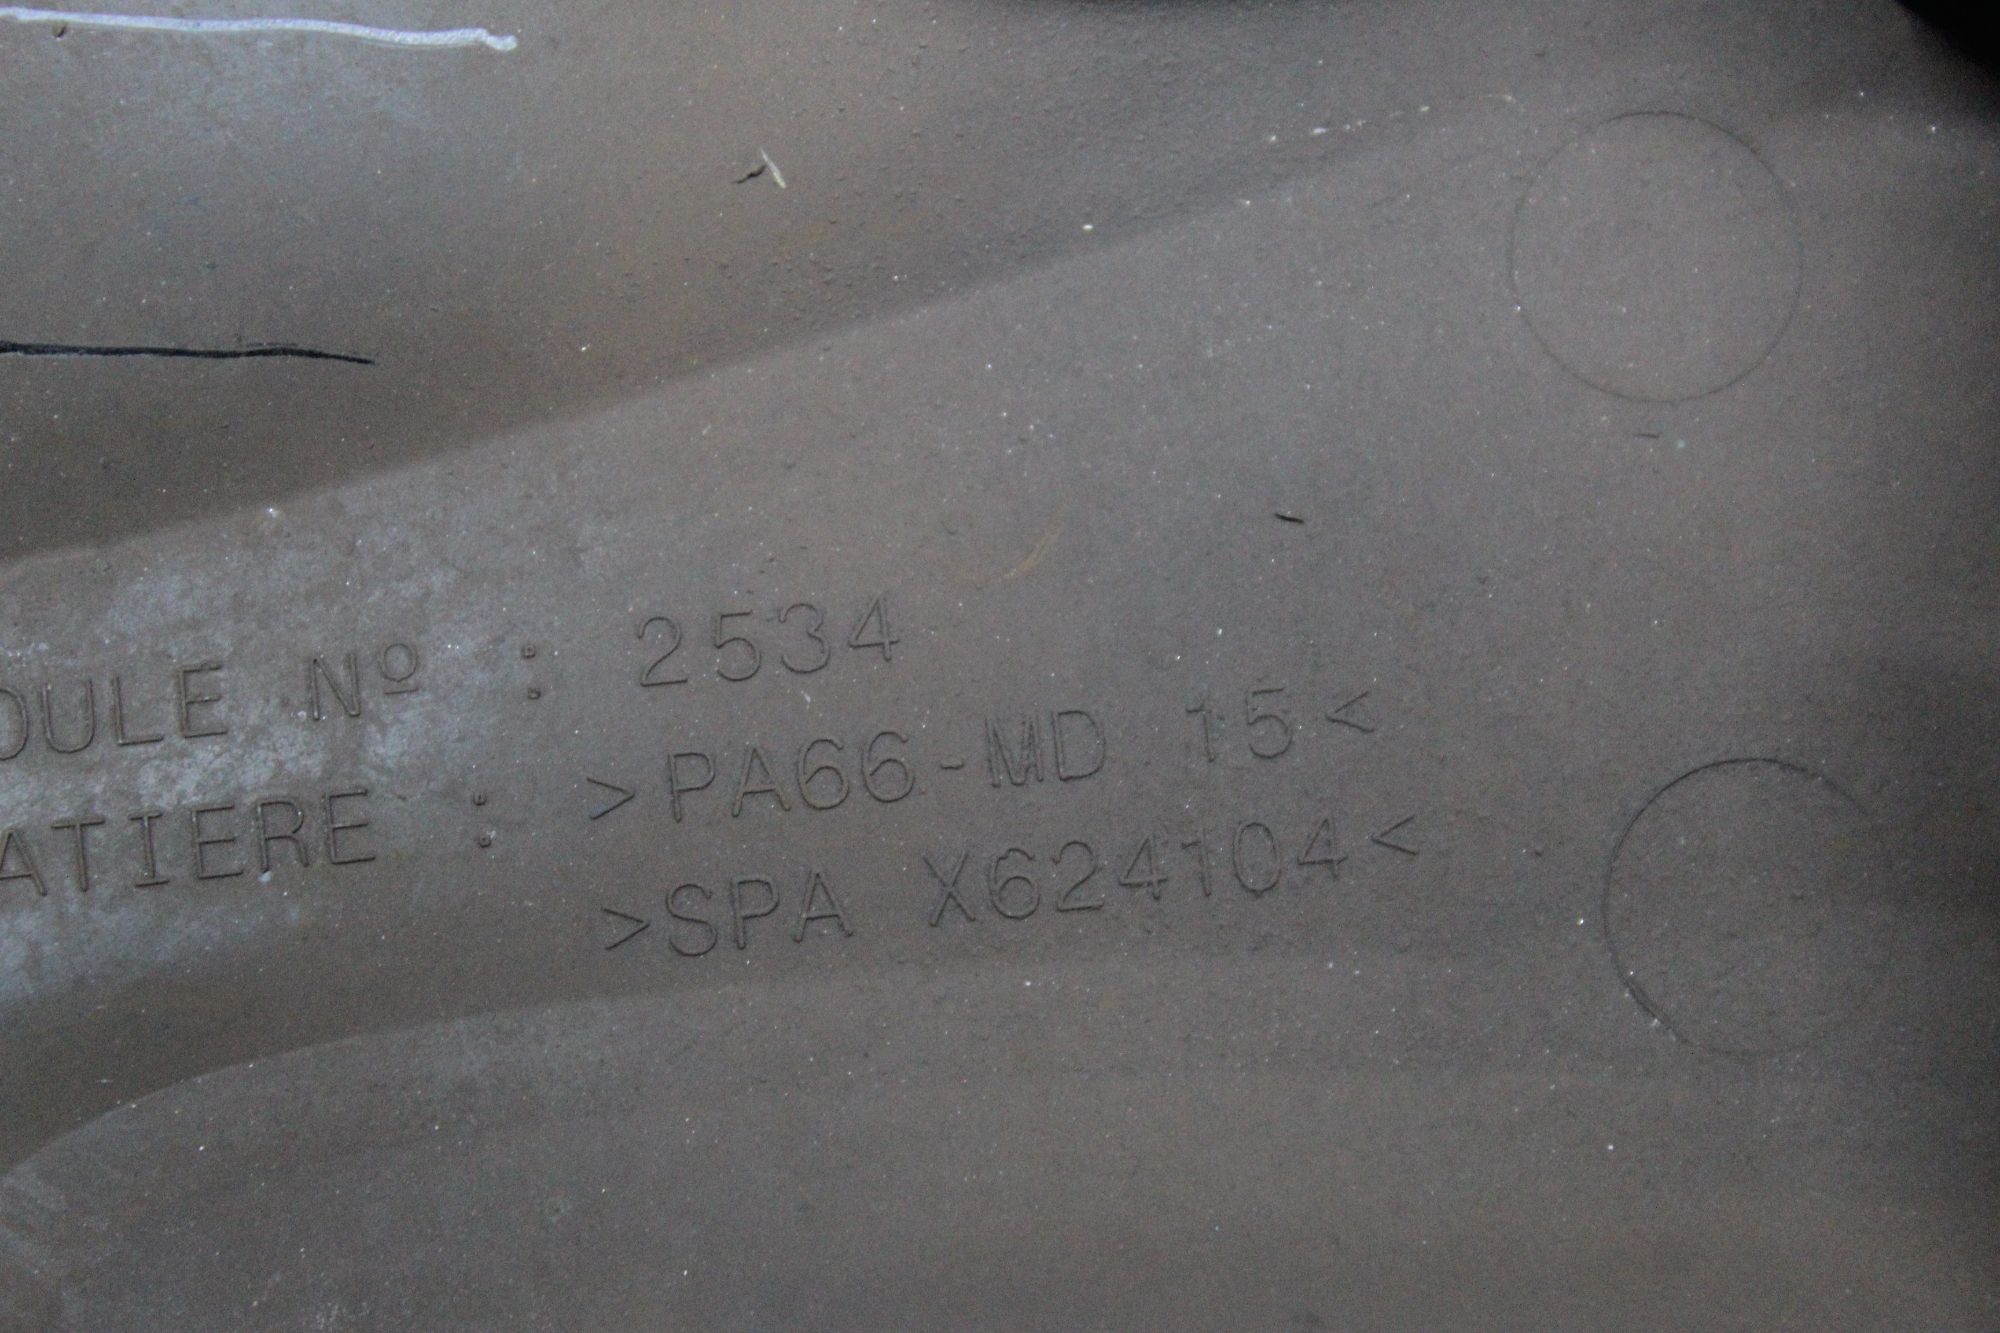 OULE Nº : 2534
ATIERE : >PA66-MD 15<
>SPA X624104<